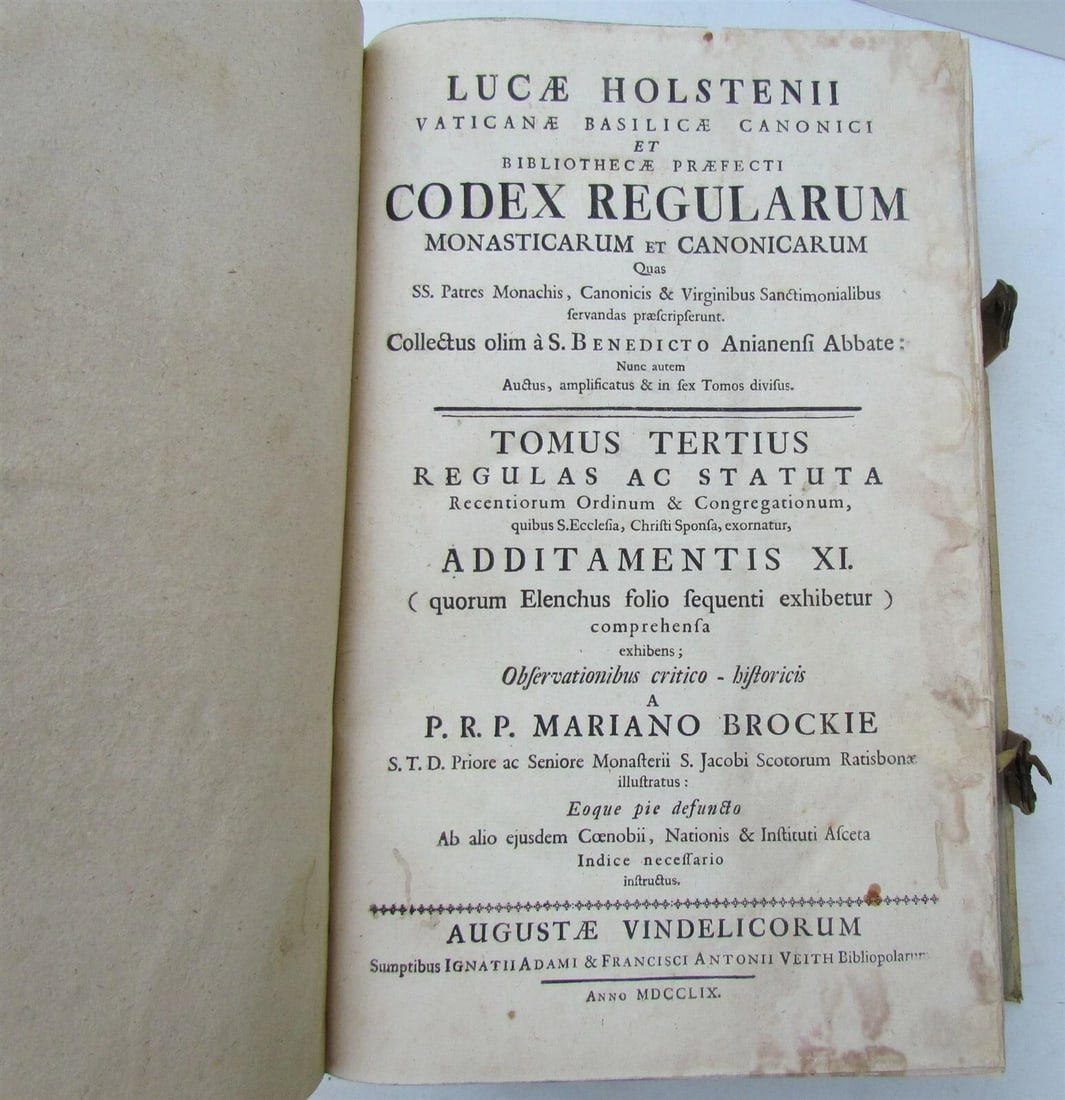 LUCÆ HOLSTENII
VATICANÆ BASILICÆ CANONICI
ET
BIBLIOTHECÆ PRÆFECTI
CODEX REGULARUM
MONASTICARUM ET CANONICARUM
Quas
SS. Patres Monachis, Canonicis & Virginibus Sanctimonialibus
ſervandas præſcripſerunt.
Collectus olim à S. BENEDICTO Anianenſi Abbate:
Nunc autem
Auctus, amplificatus & in ſex Tomos diviſus.
TOMUS TERTIUS
REGULAS AC STATUTA
Recentiorum Ordinum & Congregationum,
quibus S. Eccleſia, Chriſti Sponſa, exornatur,
ADDITAMENTIS XI.
( quorum Elenchus folio ſequenti exhibetur )
comprehenſa
exhibens;
Obſervationibus critico - hiſtoricis
A
P. R. P. MARIANO BROCKIE
S. T. D. Priore ac Seniore Monaſterii S. Jacobi Scotorum Ratisbonæ
illuſtratus:
Eoque pie defuncto
Ab alio ejusdem Cœnobii, Nationis & Inſtituti Aſceta
Indice neceſſario
inſtructus.
AUGUSTÆ VINDELICORUM
Sumptibus IGNATII ADAMI & FRANCISCI ANTONII VEITH Bibliopolarum
ANNO MDCCLIX.